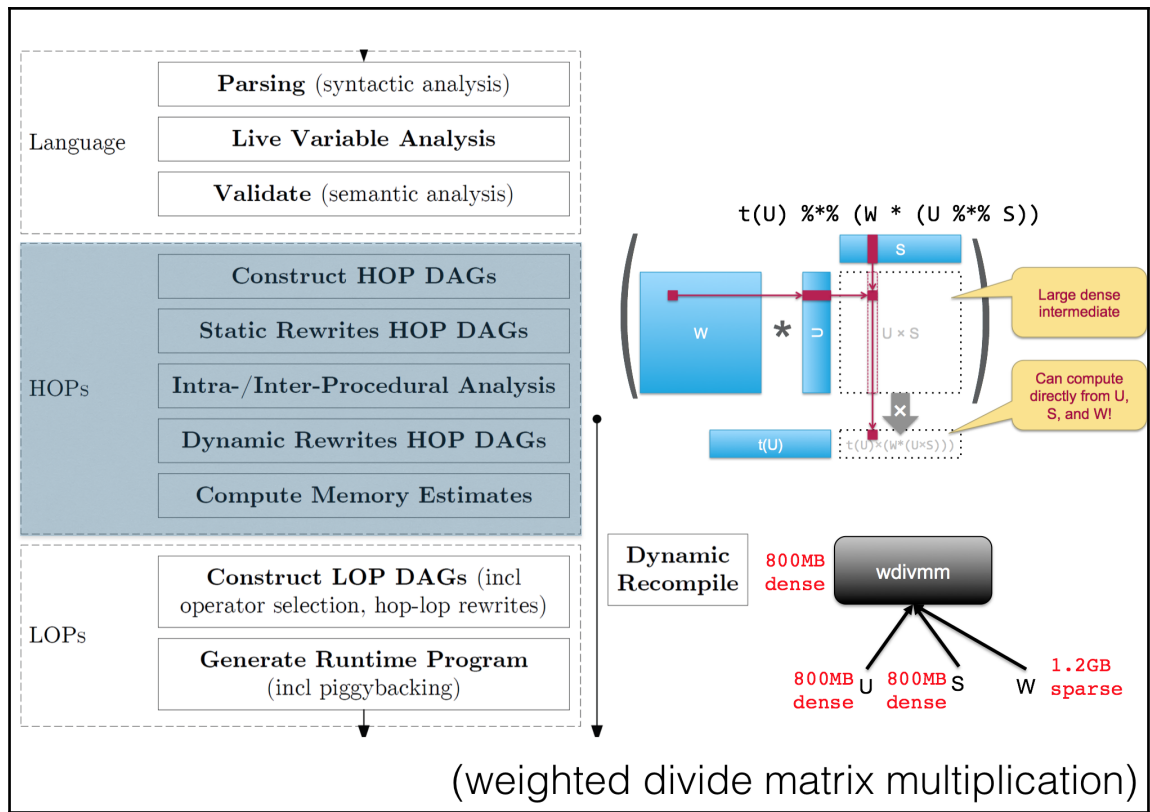 Language
Parsing (syntactic analysis)
Live Variable Analysis
Validate (semantic analysis)
HOPs
Construct HOP DAGs
Static Rewrites HOP DAGs
Intra-/Inter-Procedural Analysis
Dynamic Rewrites HOP DAGs
Compute Memory Estimates
LOPs
Construct LOP DAGs (incl
operator selection, hop-lop rewrites)
Generate Runtime Program
(incl piggybacking)
Dynamic
Recompile
t(U) %*% (W * (U %*% S))
S
W
*
U
U × S
Large dense
intermediate
Can compute
directly from U,
S, and W!
×
t(U)
t(U)×(W*(U×S)))
800MB
dense
wdivmm
800MB
dense
U
800MB
dense
S
W
1.2GB
sparse
(weighted divide matrix multiplication)